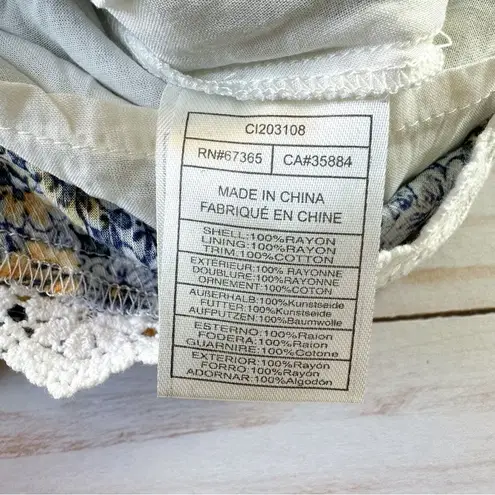 CI203108
RN#67365 CA#35884
MADE IN CHINA
FABRIQUÉ EN CHINE
SHELL:100%RAYON
LINING:100%RAYON
TRIM:100%COTTON
EXTÉRIEUR:100%RAYONNE
DOUBLURE:100%RAYONNE
ORNEMENT:100%COTON
AUßERHALB:100%Kunstseide
FUTTER:100%Kunstseide
AUFPUTZEN:100%Baumwolle
ESTERNO:100%Raion
FODERA:100%Raion
GUARNIRE:100%Cotone
EXTERIOR:100%Rayón
FORRO:100%Rayón
ADORNAR:100%Algodón